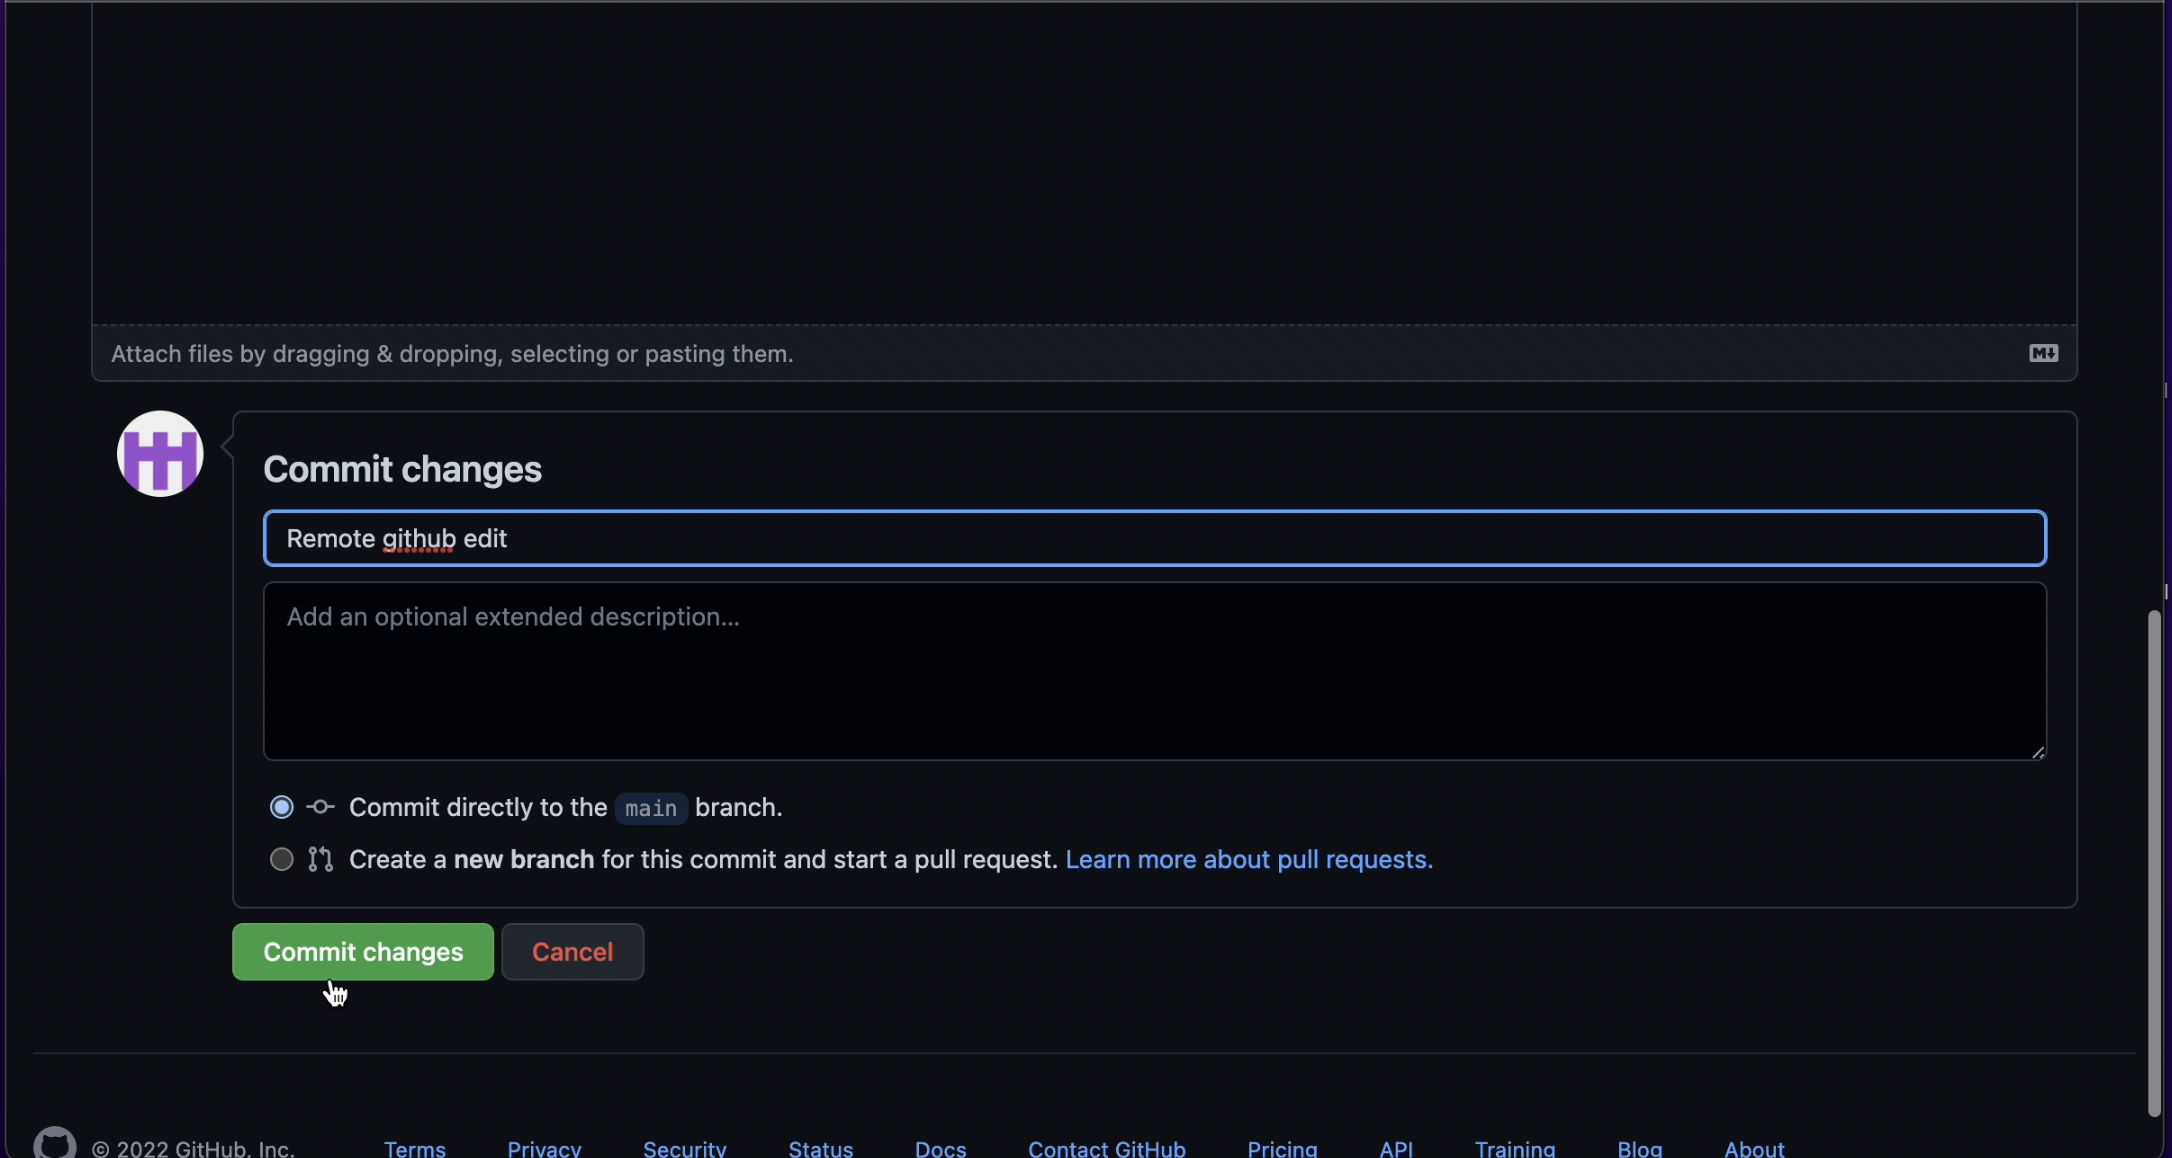 Attach files by dragging & dropping, selecting or pasting them.
M
Commit changes
Remote github edit
Add an optional extended description...
Commit directly to the main branch.
Create a new branch for this commit and start a pull request. Learn more about pull requests.
Commit changes Cancel
© 2022 GitHub, Inc. Terms Privacy Security Status Docs Contact GitHub Pricing API Training Blog About